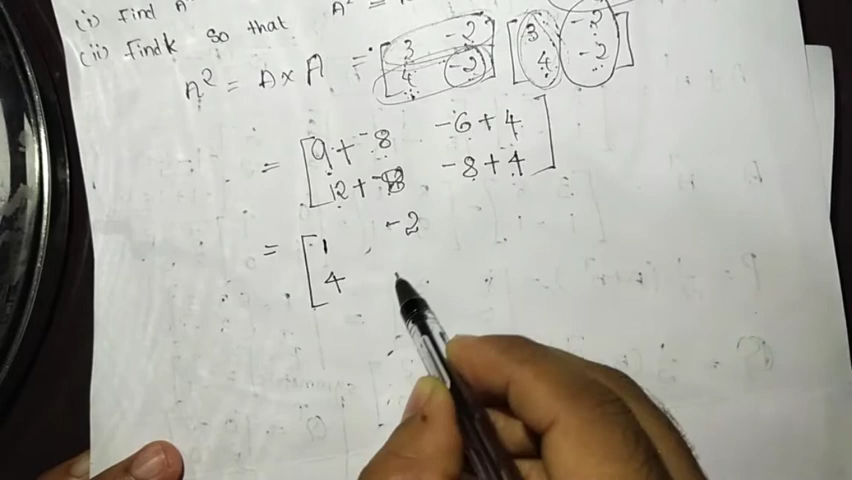 (i) Find A²
A² =
(ii) Find k so that
A² = A × A = [3 -2 4 -2] [3 -2 4 -2]
= [9 + -8 -6 + 4
12 + -8 -8 + 4]
= [1 -2
4